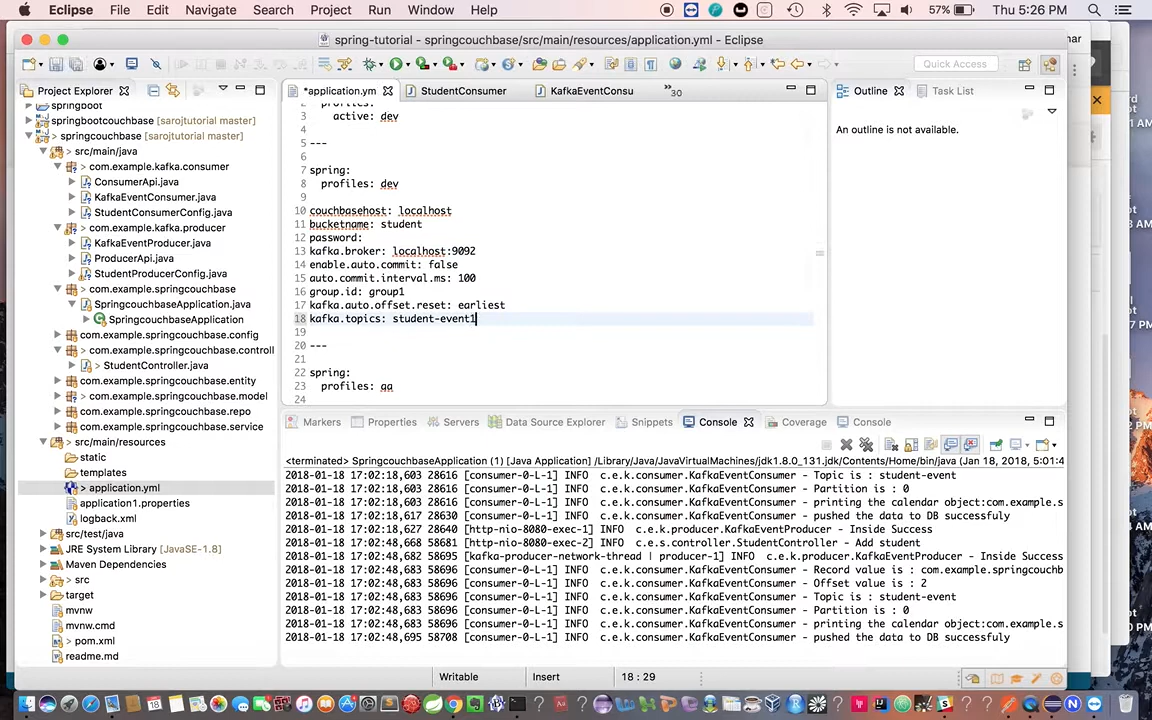 Eclipse File Edit Navigate Search Project Run Window Help 57% Thu 5:26 PM
spring-tutorial - springcouchbase/src/main/resources/application.yml - Eclipse
Quick Access
Project Explorer
springboot
springbootcouchbase [sarojtutorial master]
> springcouchbase [sarojtutorial master]
> src/main/java
> com.example.kafka.consumer
ConsumerApi.java
KafkaEventConsumer.java
StudentConsumerConfig.java
> com.example.kafka.producer
KafkaEventProducer.java
ProducerApi.java
StudentProducerConfig.java
> com.example.springcouchbase
SpringcouchbaseApplication.java
SpringcouchbaseApplication
com.example.springcouchbase.config
> com.example.springcouchbase.controll
> StudentController.java
com.example.springcouchbase.entity
> com.example.springcouchbase.model
com.example.springcouchbase.repo
com.example.springcouchbase.service
> src/main/resources
static
templates
> application.yml
application1.properties
logback.xml
src/test/java
JRE System Library [JavaSE-1.8]
Maven Dependencies
> src
target
mvnw
mvnw.cmd
> pom.xml
readme.md
*application.ym StudentConsumer KafkaEventConsu »30
profiles:
3 active: dev
4
5 ---
6
7 spring:
8 profiles: dev
9
10 couchbasehost: localhost
11 bucketname: student
12 password:
13 kafka.broker: localhost:9092
14 enable.auto.commit: false
15 auto.commit.interval.ms: 100
16 group.id: group1
17 kafka.auto.offset.reset: earliest
18 kafka.topics: student-event1
19
20 ---
21
22 spring:
23 profiles: qa
24
Outline Task List
An outline is not available.
Markers Properties Servers Data Source Explorer Snippets Console Coverage Console
<terminated> SpringcouchbaseApplication (1) [Java Application] /Library/Java/JavaVirtualMachines/jdk1.8.0_131.jdk/Contents/Home/bin/java (Jan 18, 2018, 5:01:4
2018-01-18 17:02:18,603 28616 [consumer-0-L-1] INFO c.e.k.consumer.KafkaEventConsumer - Topic is : student-event
2018-01-18 17:02:18,603 28616 [consumer-0-L-1] INFO c.e.k.consumer.KafkaEventConsumer - Partition is : 0
2018-01-18 17:02:18,603 28616 [consumer-0-L-1] INFO c.e.k.consumer.KafkaEventConsumer - printing the calendar object:com.example.s
2018-01-18 17:02:18,617 28630 [consumer-0-L-1] INFO c.e.k.consumer.KafkaEventConsumer - pushed the data to DB successfuly
2018-01-18 17:02:18,627 28640 [http-nio-8080-exec-1] INFO c.e.k.producer.KafkaEventProducer - Inside Success
2018-01-18 17:02:48,668 58681 [http-nio-8080-exec-2] INFO c.e.s.controller.StudentController - Add student
2018-01-18 17:02:48,682 58695 [kafka-producer-network-thread | producer-1] INFO c.e.k.producer.KafkaEventProducer - Inside Success
2018-01-18 17:02:48,683 58696 [consumer-0-L-1] INFO c.e.k.consumer.KafkaEventConsumer - Record value is : com.example.springcouchb
2018-01-18 17:02:48,683 58696 [consumer-0-L-1] INFO c.e.k.consumer.KafkaEventConsumer - Offset value is : 2
2018-01-18 17:02:48,683 58696 [consumer-0-L-1] INFO c.e.k.consumer.KafkaEventConsumer - Topic is : student-event
2018-01-18 17:02:48,683 58696 [consumer-0-L-1] INFO c.e.k.consumer.KafkaEventConsumer - Partition is : 0
2018-01-18 17:02:48,683 58696 [consumer-0-L-1] INFO c.e.k.consumer.KafkaEventConsumer - printing the calendar object:com.example.s
2018-01-18 17:02:48,695 58708 [consumer-0-L-1] INFO c.e.k.consumer.KafkaEventConsumer - pushed the data to DB successfuly
Writable Insert 18 : 29